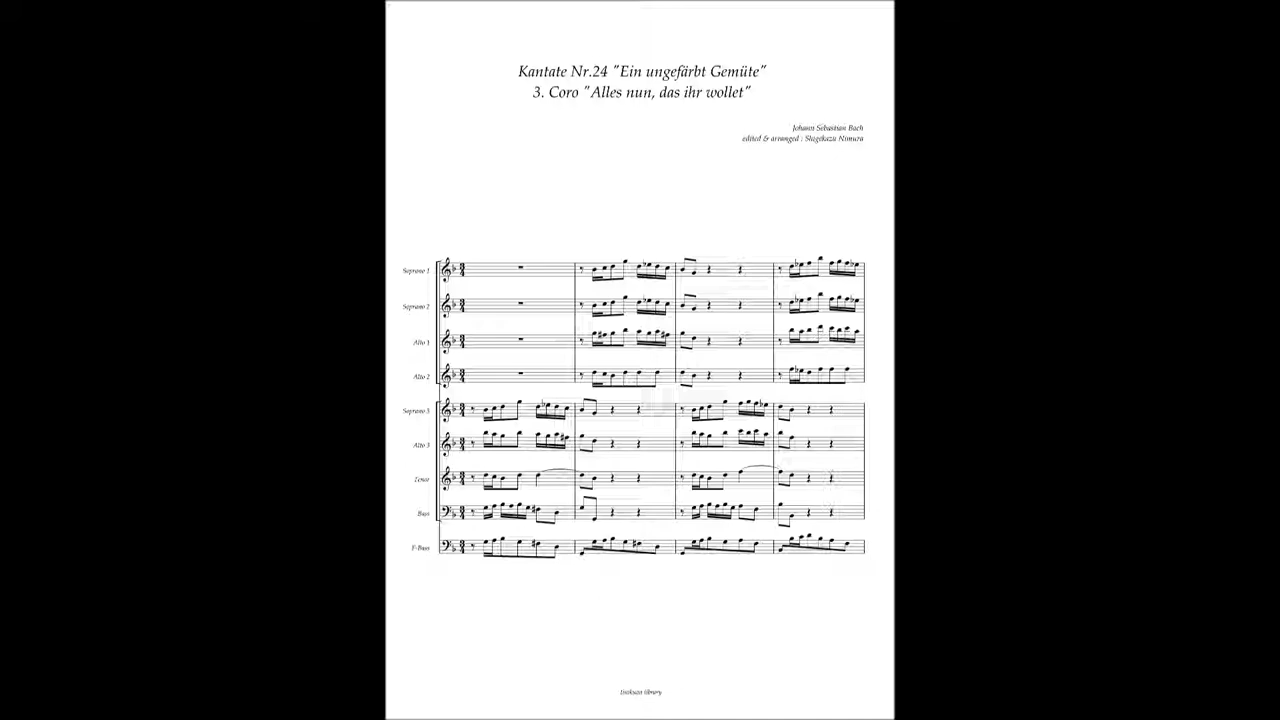 Kantate Nr.24 "Ein ungefärbt Gemüte"
3. Coro "Alles nun, das ihr wollet"
Johann Sebastian Bach
edited & arranged : Shigekazu Nimura
Soprano 1
Soprano 2
Alto 1
Alto 2
Soprano 3
Alto 3
Tenor
Bass
F-Bass
library